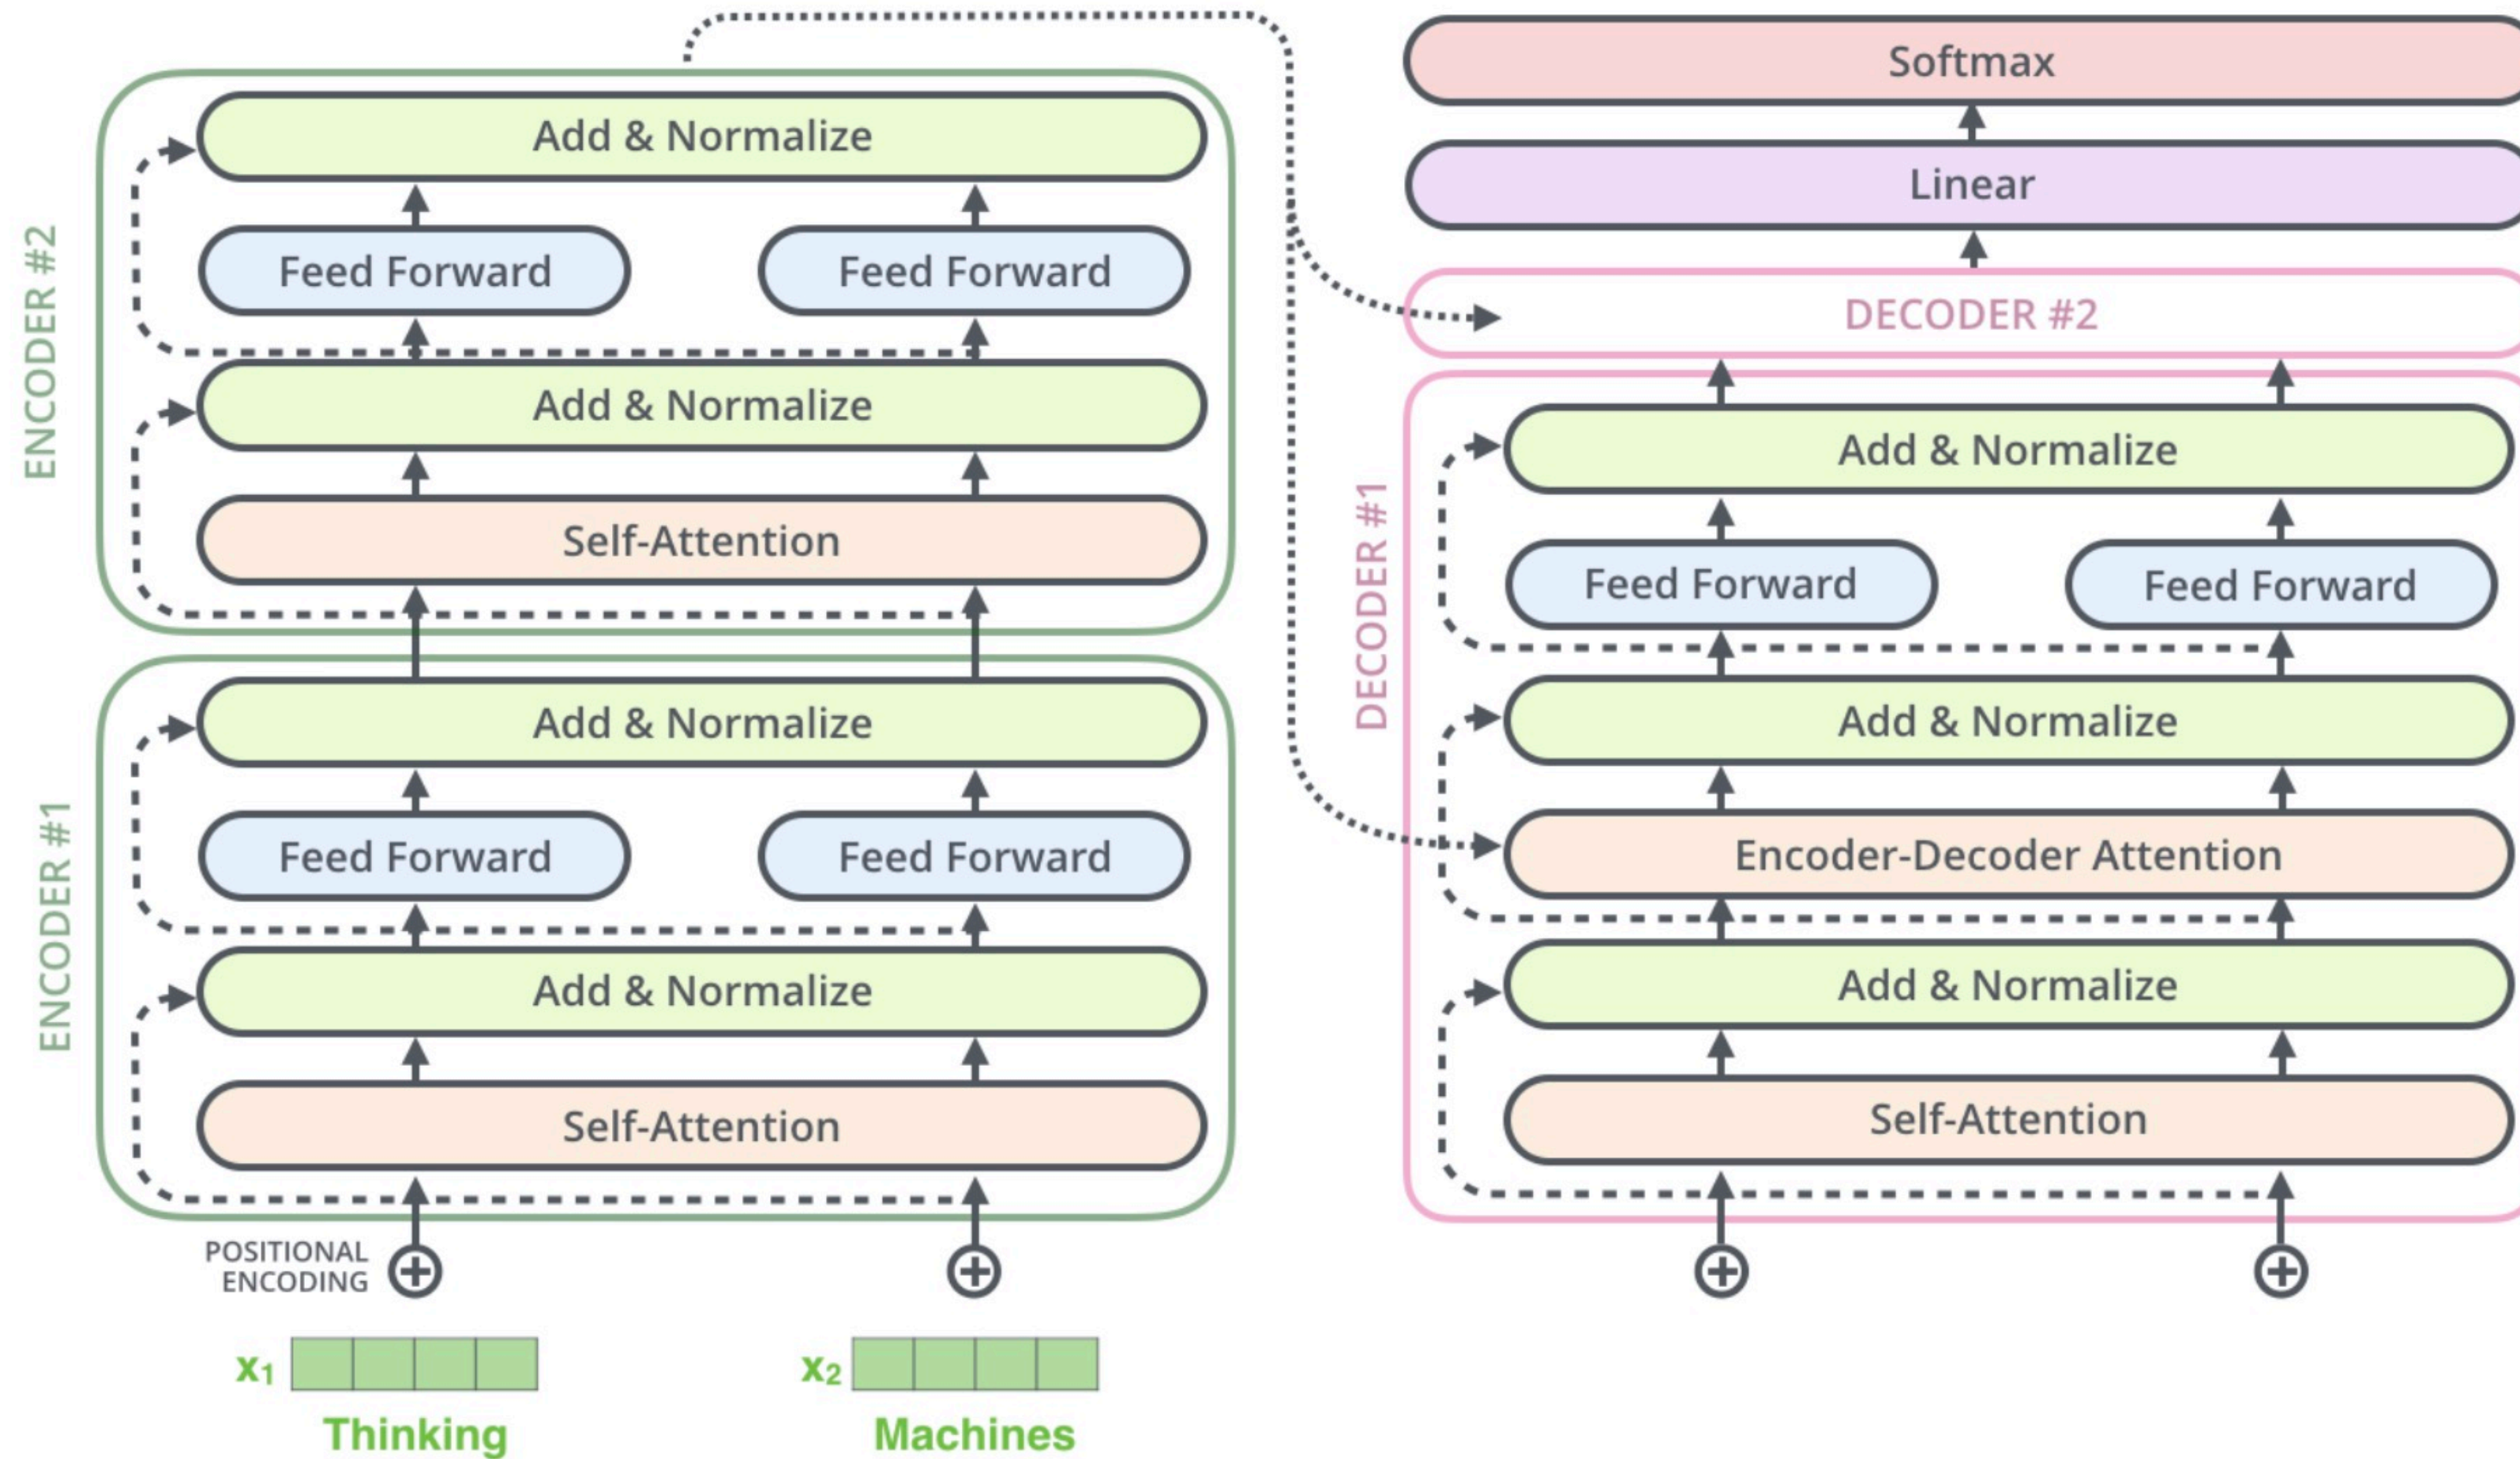 ENCODER #2
Add & Normalize
Feed Forward
Feed Forward
Add & Normalize
Self-Attention
ENCODER #1
Add & Normalize
Feed Forward
Feed Forward
Add & Normalize
Self-Attention
POSITIONAL
ENCODING
x1
x2
Thinking
Machines
Softmax
Linear
DECODER #2
DECODER #1
Add & Normalize
Feed Forward
Feed Forward
Add & Normalize
Encoder-Decoder Attention
Add & Normalize
Self-Attention